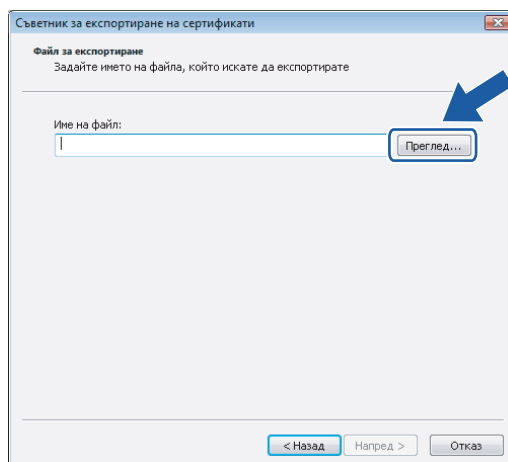 Съветник за експортиране на сертификати
Файл за експортиране
Задайте името на файла, който искате да експортирате
Име на файл:
Преглед...
< Назад
Напред >
Отказ